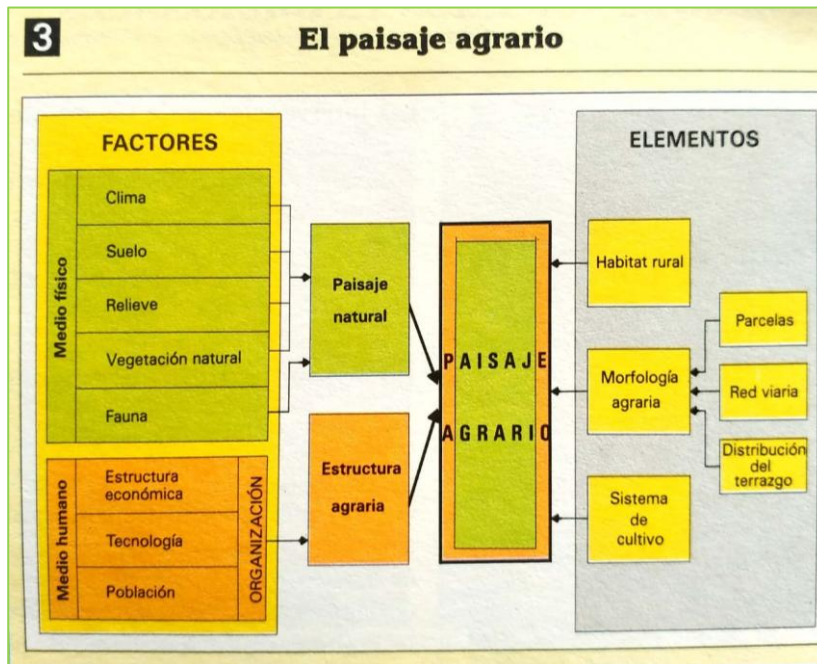 3
El paisaje agrario
FACTORES
Medio físico
Clima
Suelo
Relieve
Vegetación natural
Fauna
Medio humano
Estructura
económica
Tecnología
Población
ORGANIZACIÓN
Paisaje
natural
Estructura
agraria
PAISAJE
AGRARIO
ELEMENTOS
Habitat rural
Morfología
agraria
Sistema
de
cultivo
Parcelas
Red viaria
Distribución
del
terrazgo